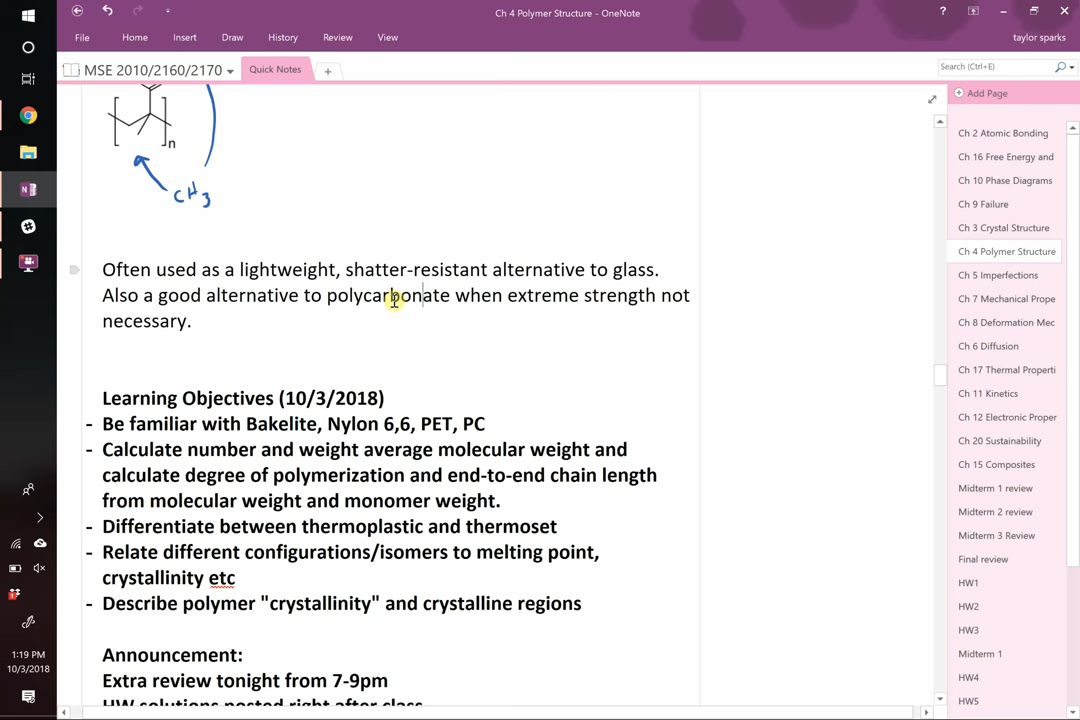 Ch 4 Polymer Structure - OneNote
?
File
Home
Insert
Draw
History
Review
View
taylor sparks
MSE 2010/2160/2170
Quick Notes
+
Search (Ctrl+E)
n
CH3
Often used as a lightweight, shatter-resistant alternative to glass.
Also a good alternative to polycarbonate when extreme strength not
necessary.
Learning Objectives (10/3/2018)
- Be familiar with Bakelite, Nylon 6,6, PET, PC
- Calculate number and weight average molecular weight and
calculate degree of polymerization and end-to-end chain length
from molecular weight and monomer weight.
- Differentiate between thermoplastic and thermoset
- Relate different configurations/isomers to melting point,
crystallinity etc
- Describe polymer "crystallinity" and crystalline regions
Announcement:
Extra review tonight from 7-9pm
HW solutions posted right after class
Add Page
Ch 2 Atomic Bonding
Ch 16 Free Energy and
Ch 10 Phase Diagrams
Ch 9 Failure
Ch 3 Crystal Structure
Ch 4 Polymer Structure
Ch 5 Imperfections
Ch 7 Mechanical Prope
Ch 8 Deformation Mec
Ch 6 Diffusion
Ch 17 Thermal Properti
Ch 11 Kinetics
Ch 12 Electronic Proper
Ch 20 Sustainability
Ch 15 Composites
Midterm 1 review
Midterm 2 review
Midterm 3 Review
Final review
HW1
HW2
HW3
Midterm 1
HW4
HW5
1:19 PM
10/3/2018